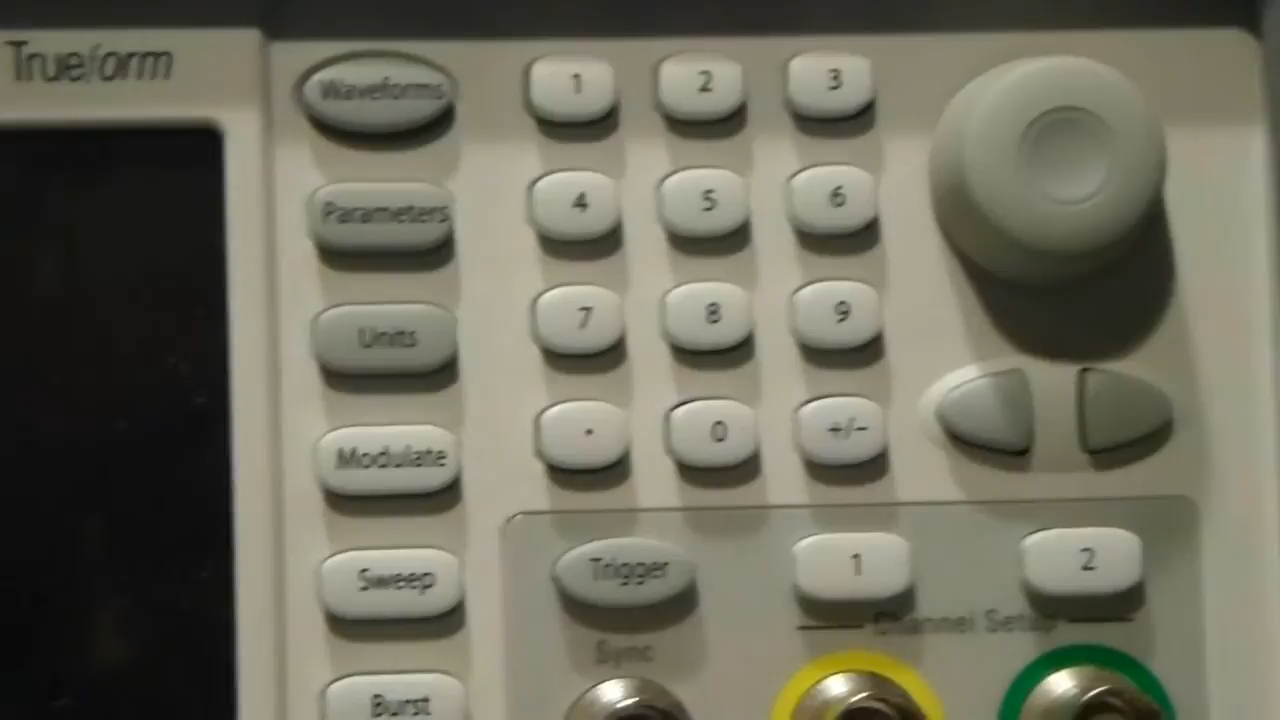 Trueform
Waveforms 1 2 3
Parameters 4 5 6
Units 7 8 9
Modulate . 0 +/-
Sweep Trigger 1 2
Channel Setup
Sync
Burst